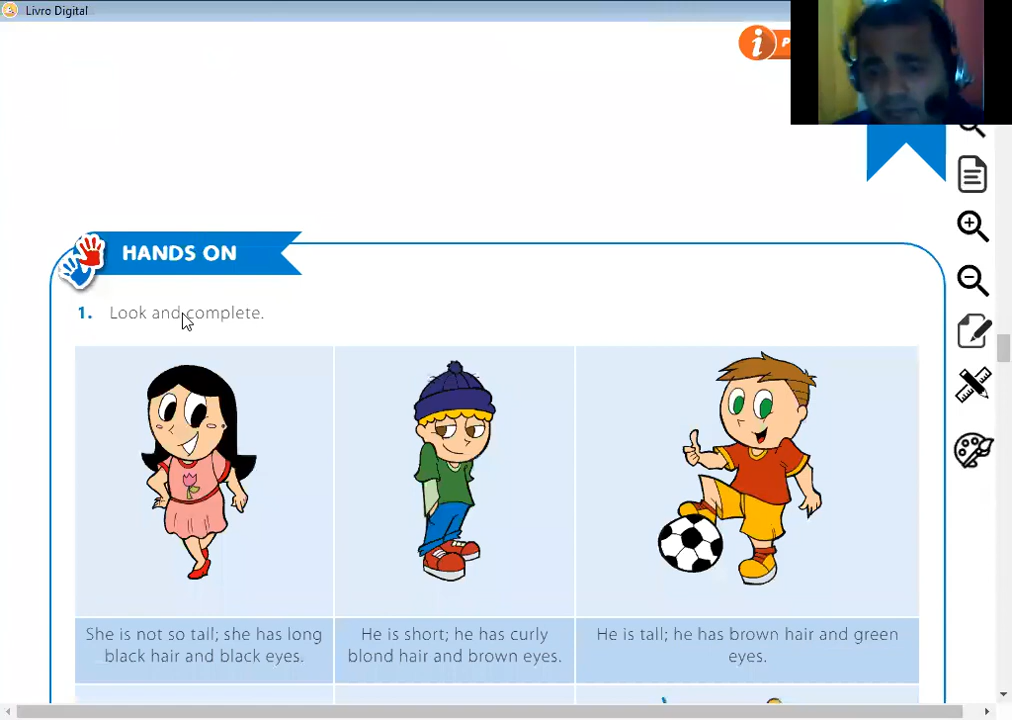 Livro Digital
HANDS ON
1. Look and complete.
She is not so tall; she has long
black hair and black eyes.
He is short; he has curly
blond hair and brown eyes.
He is tall; he has brown hair and green
eyes.